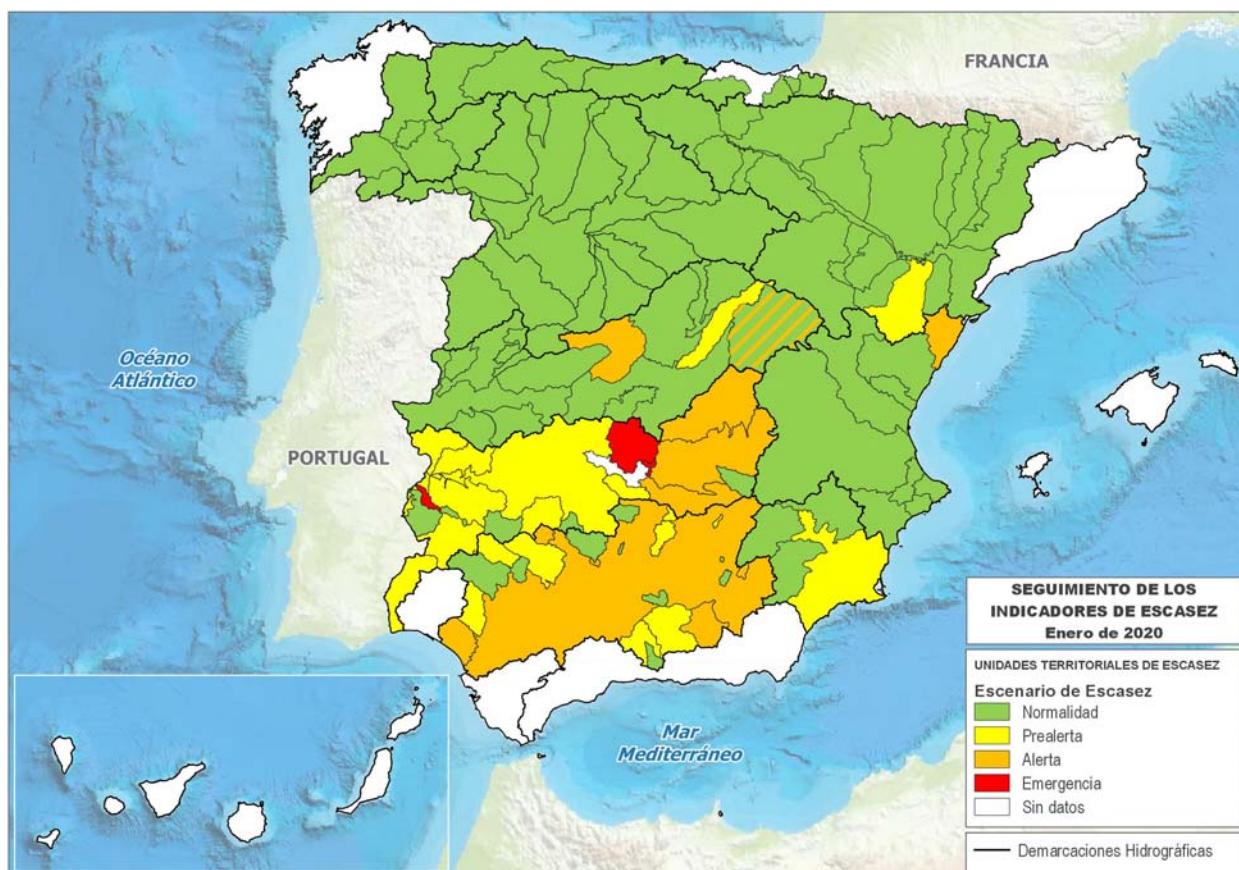 FRANCIA
Océano
Atlántico
PORTUGAL
Mar
Mediterráneo
SEGUIMIENTO DE LOS
INDICADORES DE ESCASEZ
Enero de 2020
UNIDADES TERRITORIALES DE ESCASEZ
Escenario de Escasez
Normalidad
Prealerta
Alerta
Emergencia
Sin datos
Demarcaciones Hidrográficas